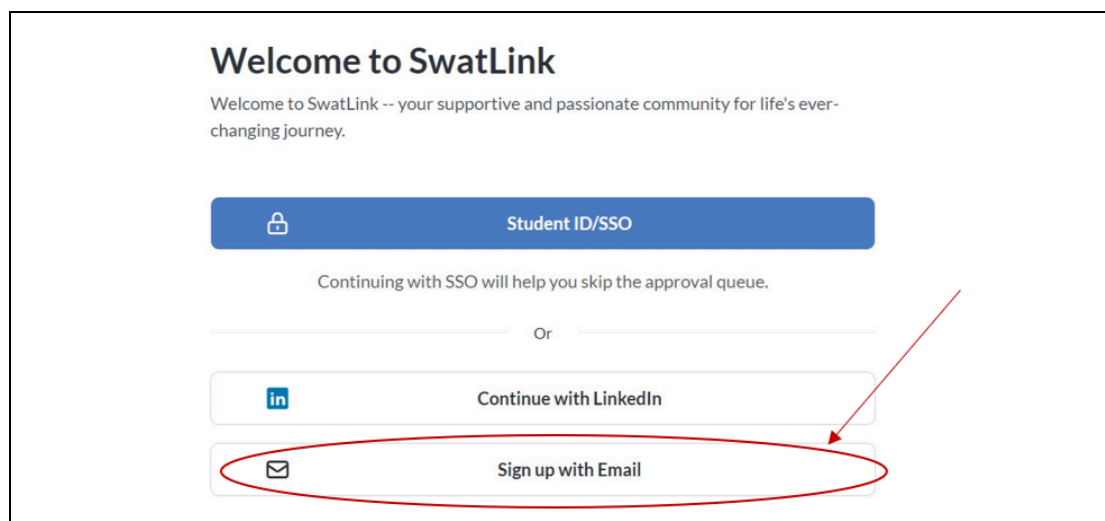 Welcome to SwatLink
Welcome to SwatLink -- your supportive and passionate community for life's ever-
changing journey.
Student ID/SSO
Continuing with SSO will help you skip the approval queue.
Or
in
Continue with LinkedIn
Sign up with Email